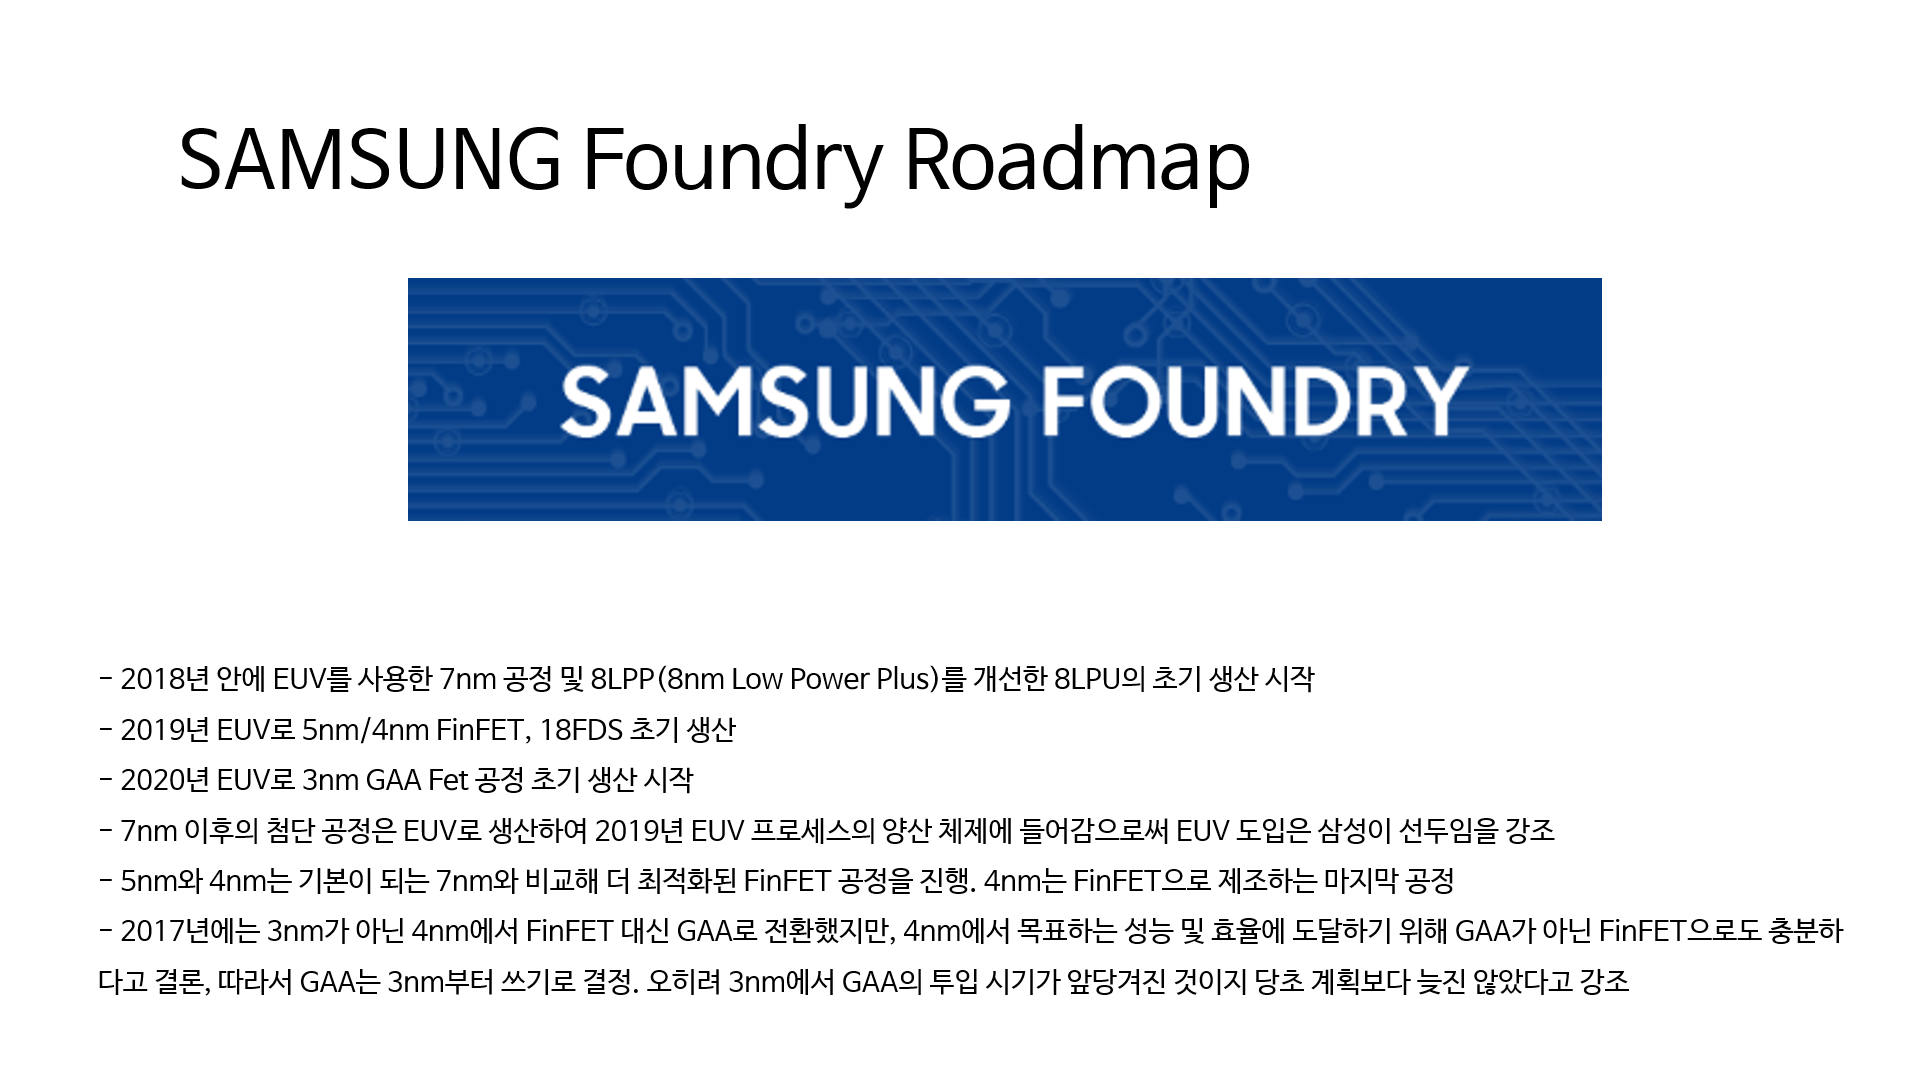 SAMSUNG Foundry Roadmap
SAMSUNG FOUNDRY
- 2018년 안에 EUV를 사용한 7nm 공정 및 8LPP(8nm Low Power Plus)를 개선한 8LPU의 초기 생산 시작
- 2019년 EUV로 5nm/4nm FinFET, 18FDS 초기 생산
- 2020년 EUV로 3nm GAA Fet 공정 초기 생산 시작
- 7nm 이후의 첨단 공정은 EUV로 생산하여 2019년 EUV 프로세스의 양산 체제에 들어감으로써 EUV 도입은 삼성이 선두임을 강조
- 5nm와 4nm는 기본이 되는 7nm와 비교해 더 최적화된 FinFET 공정을 진행. 4nm는 FinFET으로 제조하는 마지막 공정
- 2017년에는 3nm가 아닌 4nm에서 FinFET 대신 GAA로 전환했지만, 4nm에서 목표하는 성능 및 효율에 도달하기 위해 GAA가 아닌 FinFET으로도 충분하
다고 결론, 따라서 GAA는 3nm부터 쓰기로 결정. 오히려 3nm에서 GAA의 투입 시기가 앞당겨진 것이지 당초 계획보다 늦진 않았다고 강조